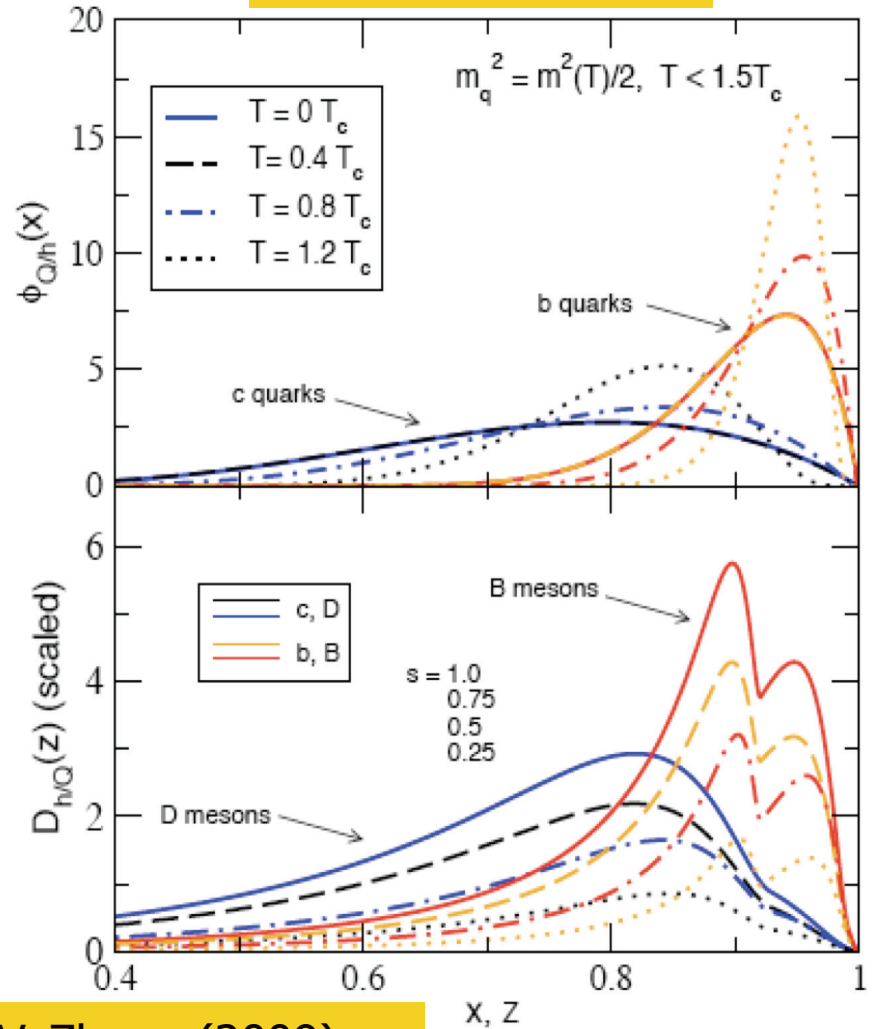 20
15
10
5
0
ϕ_Q/h(x)
m_q^2 = m^2(T)/2, T < 1.5T_c
T = 0 T_c
T= 0.4 T_c
T = 0.8 T_c
T = 1.2 T_c
b quarks
c quarks
6
4
2
0
D_h/Q(z) (scaled)
c, D
b, B
B mesons
s = 1.0
0.75
0.5
0.25
D mesons
0.4
0.6
0.8
1
x, z
(2009)